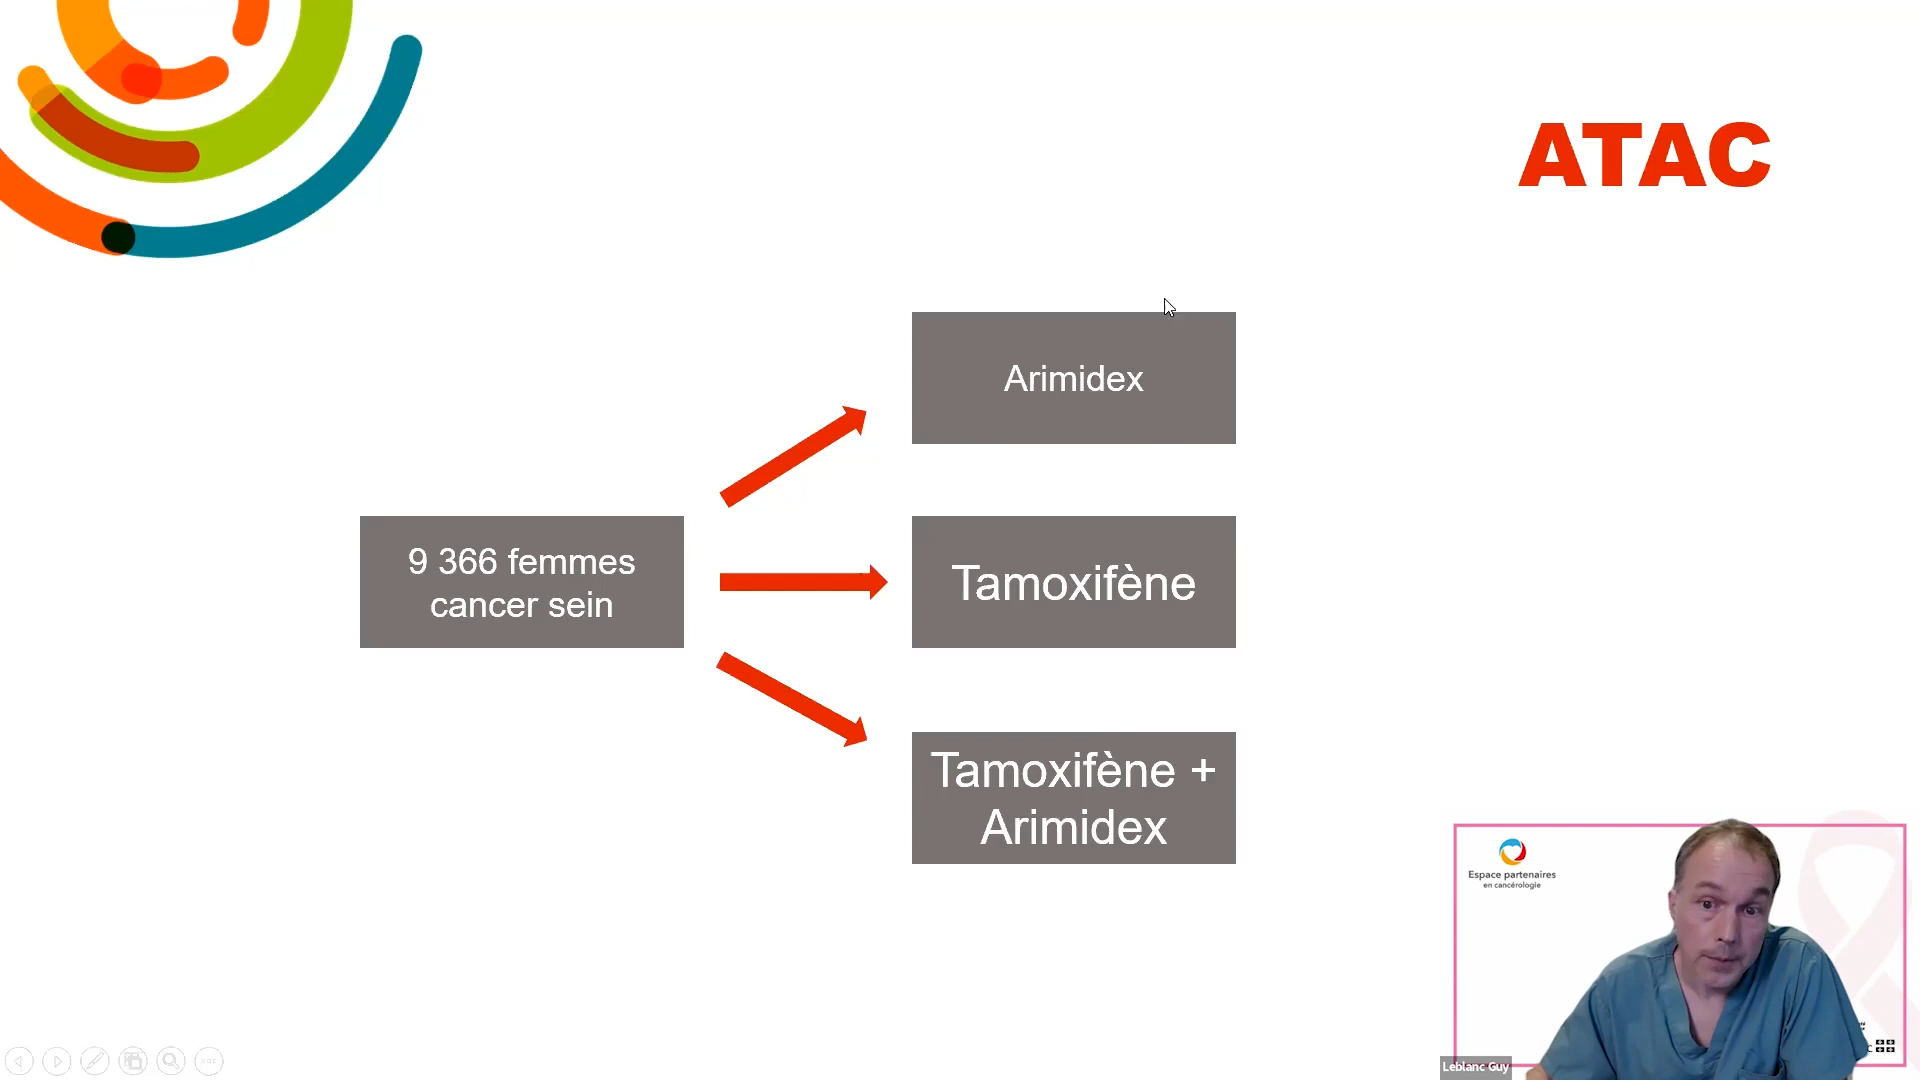 ATAC
Arimidex
9 366 femmes
cancer sein
Tamoxifène
Tamoxifène +
Arimidex
Espace partenaires
en cancérologie
Leblanc Guy